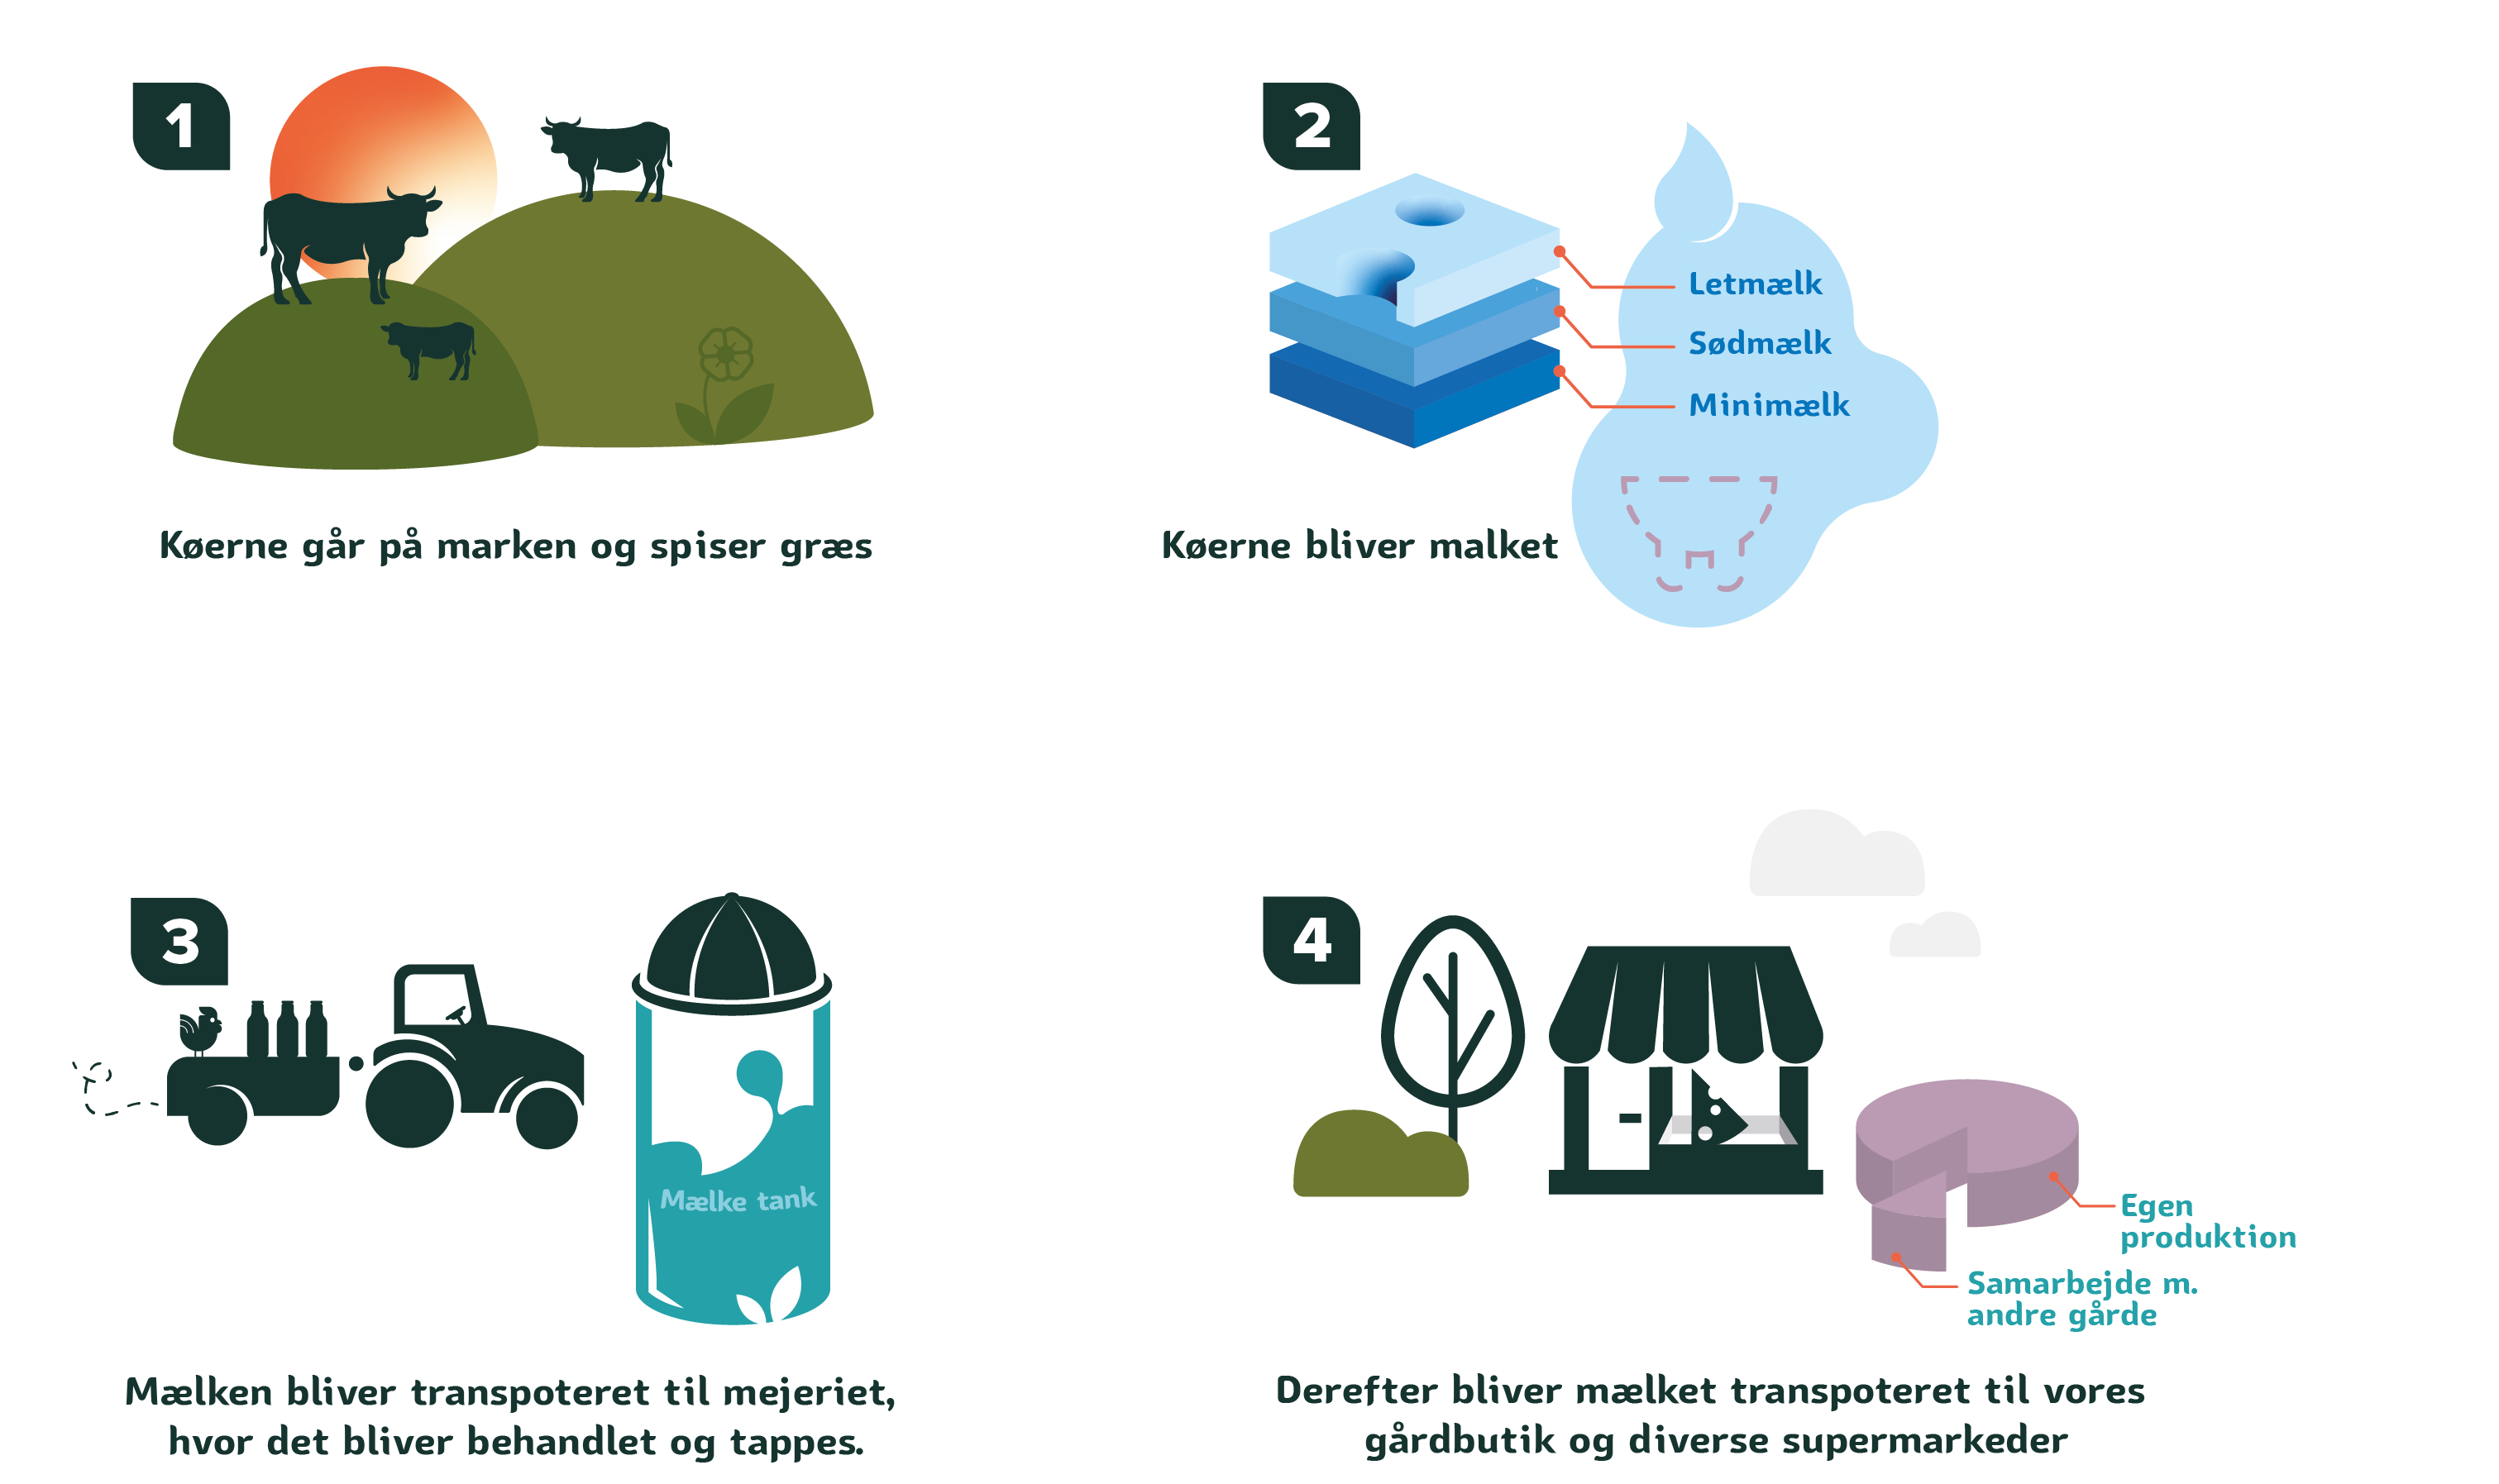 1
Køerne går på marken og spiser græs
2
Letmælk
Sødmælk
Minimælk
Køerne bliver malket
3
Mælke tank
Mælken bliver transpoteret til mejeriet,
hvor det bliver behandlet og tappes.
4
Egen
produktion
Samarbejde m.
andre gårde
Derefter bliver mælket transpoteret til vores
gårdbutik og diverse supermarkeder